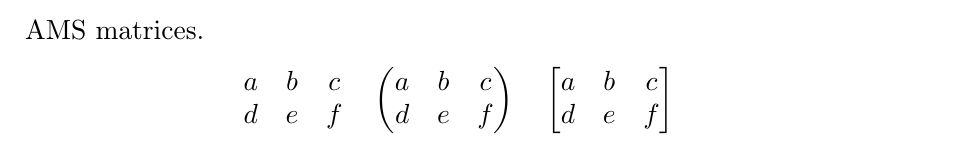 AMS matrices.
a b c (a b c) [a b c]
d e f (d e f) [d e f]